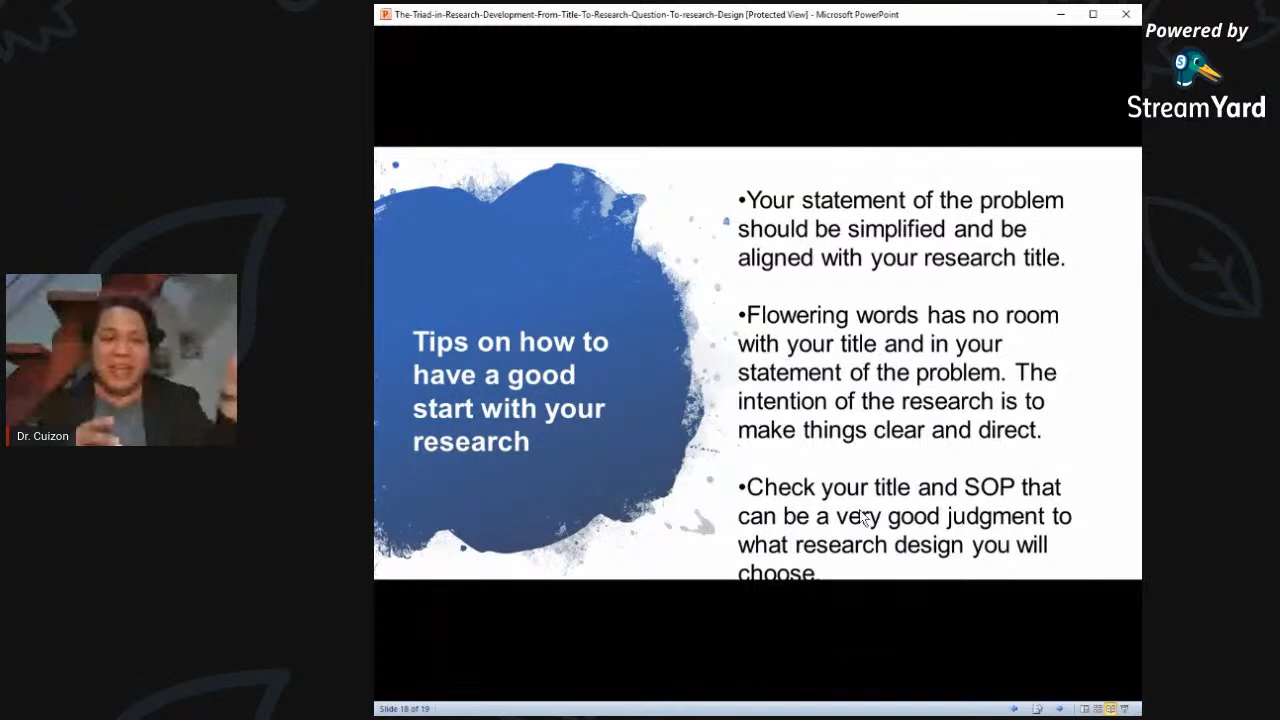 The-Triad-in-Research-Development-From-Title-To-Research-Question-To-research-Design [Protected View] - Microsoft PowerPoint
Powered by
StreamYard
Tips on how to
have a good
start with your
research
•Your statement of the problem
should be simplified and be
aligned with your research title.
•Flowering words has no room
with your title and in your
statement of the problem. The
intention of the research is to
make things clear and direct.
•Check your title and SOP that
can be a very good judgment to
what research design you will
choose.
Dr. Cuizon
Slide 18 of 19